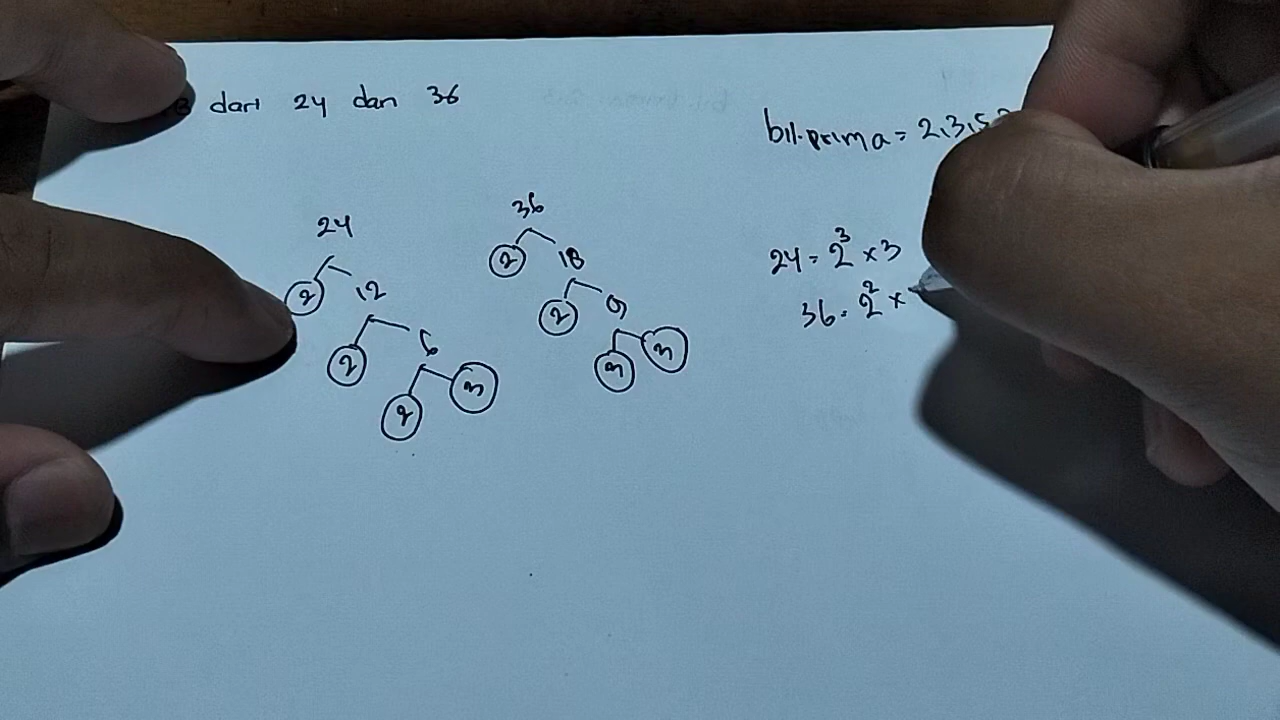 dari 24 dan 36
bil.prima = 2,3,5
24
36
2 12
2 18
2 6
2 9
2 3
3 3
24 = 2³ × 3
36 = 2² ×